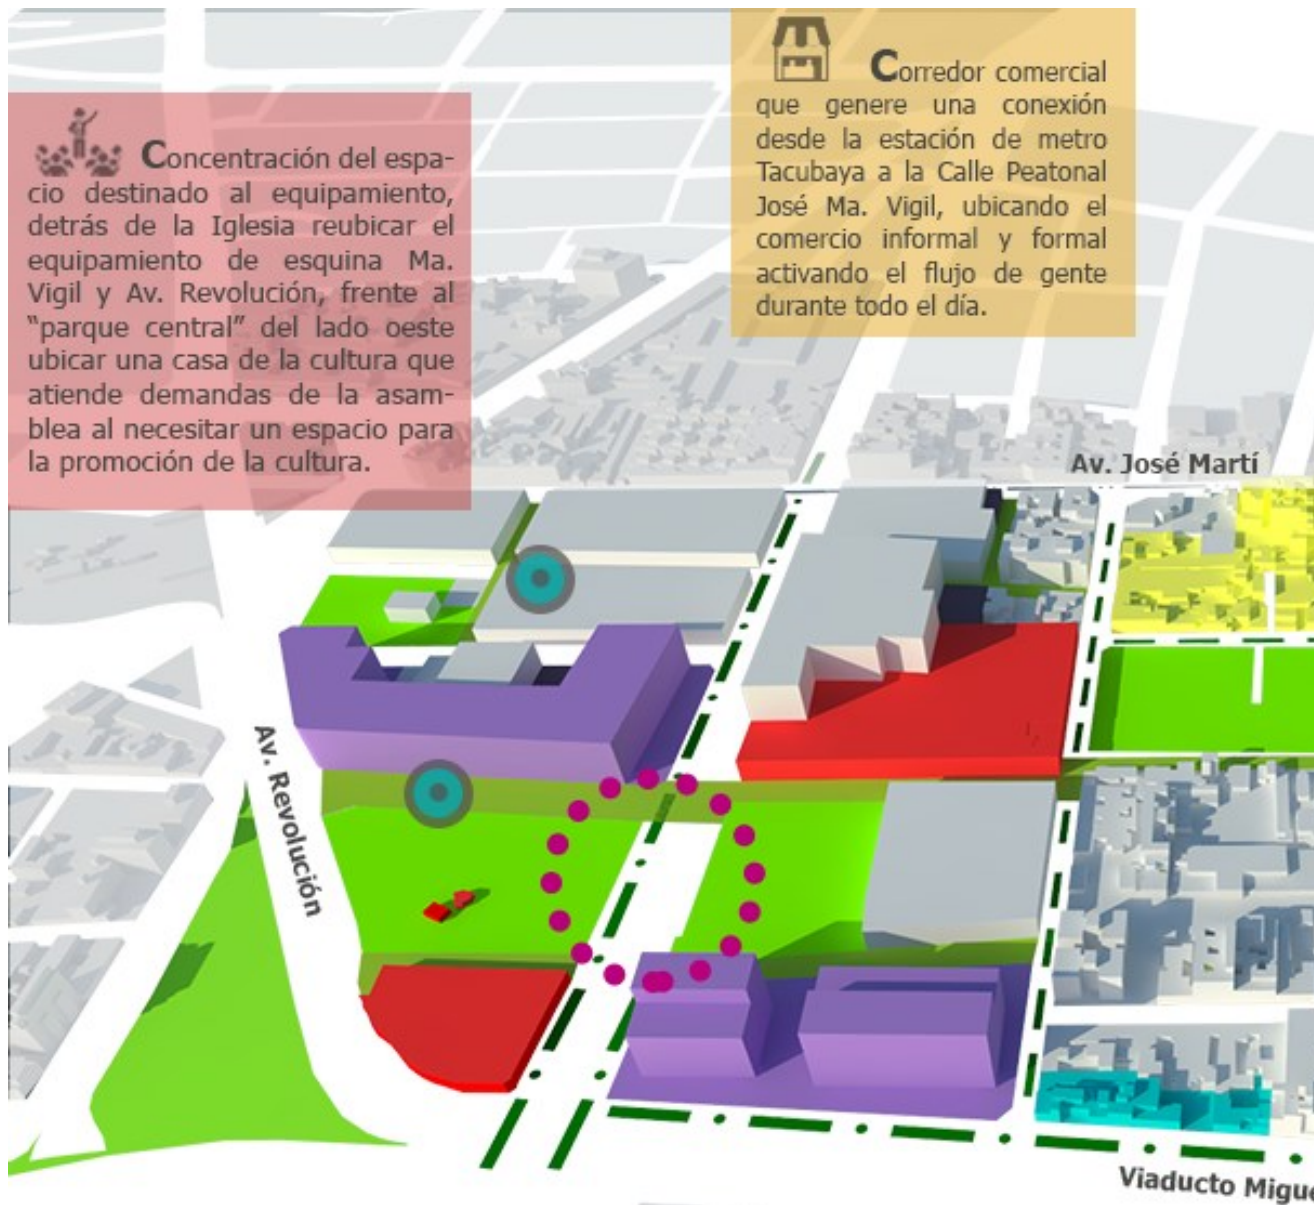 Concentración del espa-
cio destinado al equipamiento,
detrás de la Iglesia reubicar el
equipamiento de esquina Ma.
Vigil y Av. Revolución, frente al
“parque central” del lado oeste
ubicar una casa de la cultura que
atiende demandas de la asam-
blea al necesitar un espacio para
la promoción de la cultura.
Corredor comercial
que genere una conexión
desde la estación de metro
Tacubaya a la Calle Peatonal
José Ma. Vigil, ubicando el
comercio informal y formal
activando el flujo de gente
durante todo el día.
Av. José Martí
Av. Revolución
Viaducto Migue